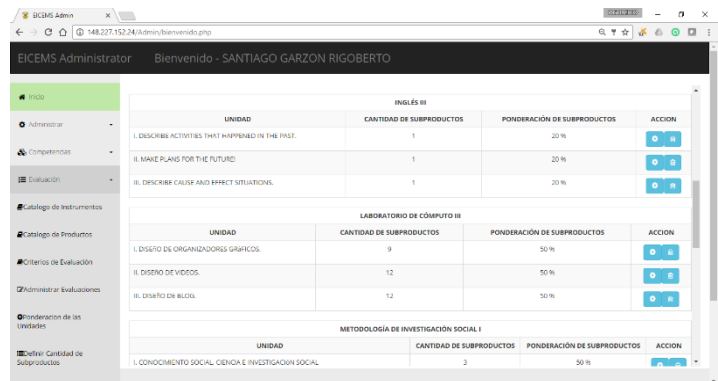 EICEMS Admin
148.227.152.24/Admin/bienvenido.php
EICEMS Administrator Bienvenido - SANTIAGO GARZON RIGOBERTO
Inicio
Administrar
Competencias
Evaluación
Catalogo de Instrumentos
Catalogo de Productos
Criterios de Evaluación
Administrar Evaluaciones
Ponderacion de las
Unidades
Definir Cantidad de
Subproductos
INGLÉS III
UNIDAD CANTIDAD DE SUBPRODUCTOS PONDERACIÓN DE SUBPRODUCTOS ACCION
I. DESCRIBE ACTIVITIES THAT HAPPENED IN THE PAST. 1 20 %
II. MAKE PLANS FOR THE FUTURE! 1 20 %
III. DESCRIBE CAUSE AND EFFECT SITUATIONS. 1 20 %
LABORATORIO DE CÓMPUTO III
UNIDAD CANTIDAD DE SUBPRODUCTOS PONDERACIÓN DE SUBPRODUCTOS ACCION
I. DISEÑO DE ORGANIZADORES GRáFICOS. 9 50 %
II. DISEÑO DE VIDEOS. 12 50 %
III. DISEÑO DE BLOG. 12 50 %
METODOLOGÍA DE INVESTIGACIÓN SOCIAL I
UNIDAD CANTIDAD DE SUBPRODUCTOS PONDERACIÓN DE SUBPRODUCTOS ACCION
I. CONOCIMIENTO SOCIAL, CIENCIA E INVESTIGACION SOCIAL 3 50 %